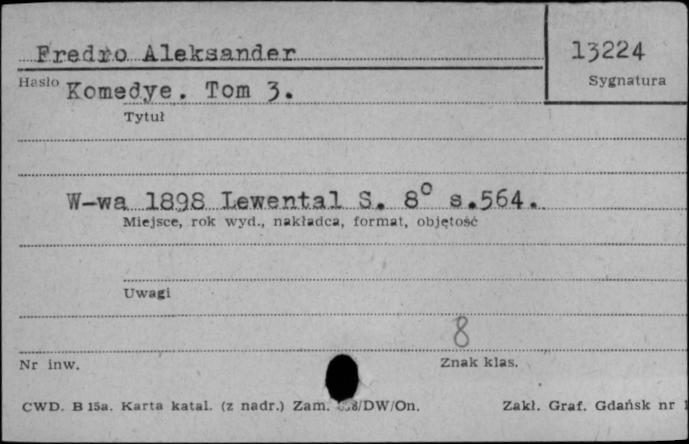 Fredro Aleksander
13224
Hasło
Sygnatura
Komedye. Tom 3.
Tytuł
W-wa 1898 Lewental S. 8° s.564.
Miejsce, rok wyd., nakładca, format, objętość
Uwagi
8
Nr inw.
Znak klas.
CWD. B 15a. Karta katal. (z nadr.) Zam. /DW/On.
Zakł. Graf. Gdańsk nr